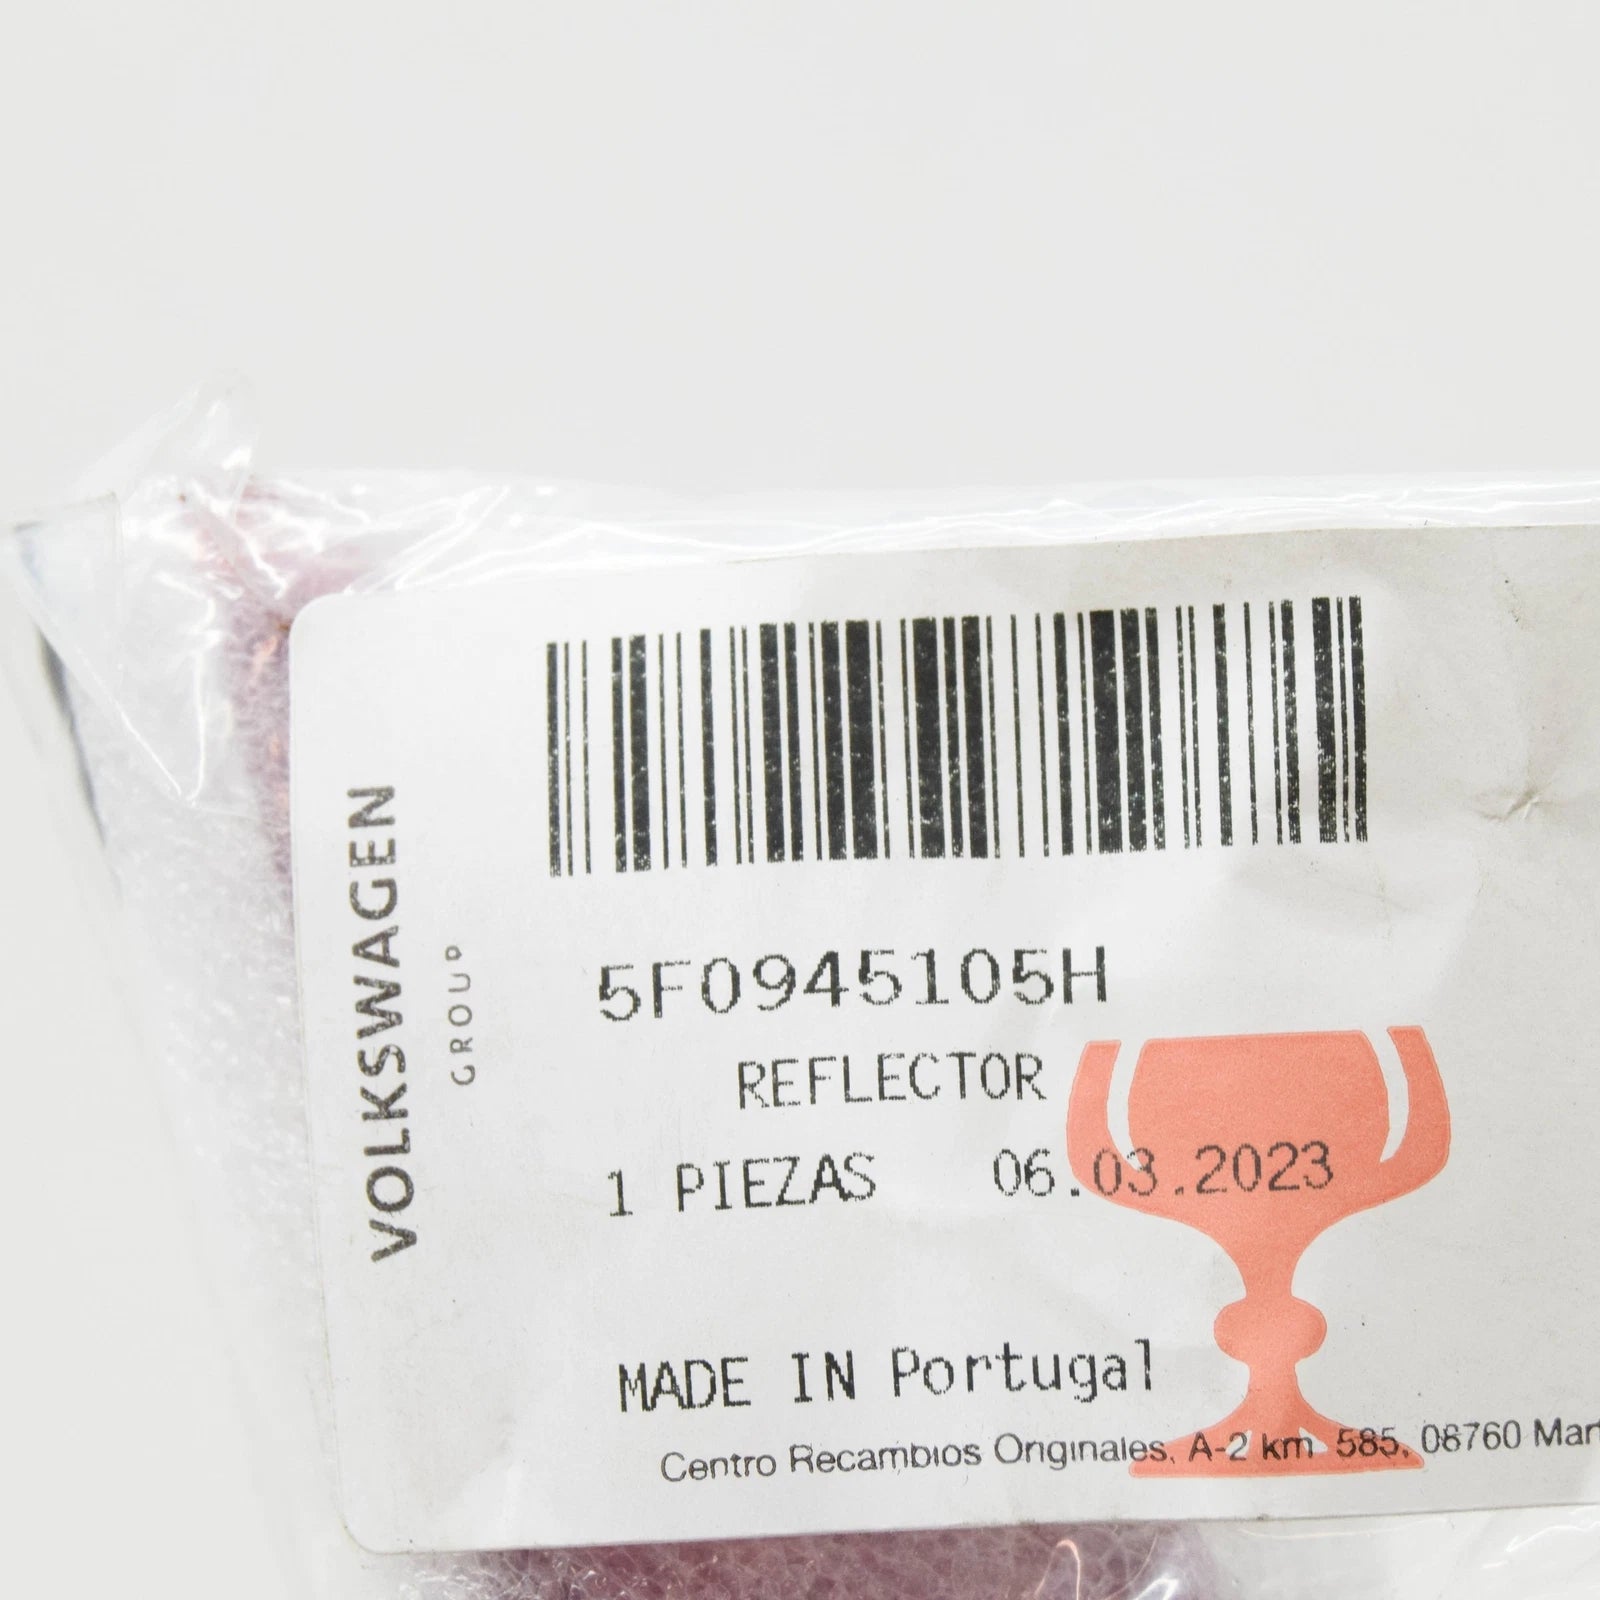 VOLKSWAGEN
GROUP
5F0945105H
REFLECTOR
1 PIEZAS 06.03.2023
MADE IN Portugal
Centro Recambios Originales, A-2 km 585, 08760